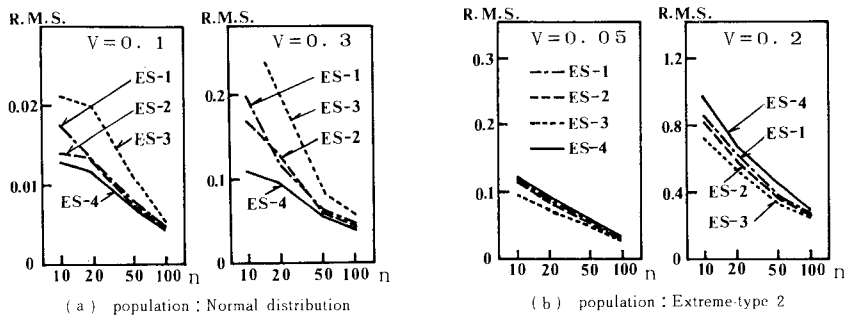 R.M.S.
V=0.1
ES-1
ES-2
ES-3
ES-4
0.02
0.01
0
10 20 50 100 n
R.M.S.
V=0.3
ES-1
ES-3
ES-2
ES-4
0.2
0.1
0
10 20 50 100 n
(a) population : Normal distribution
R.M.S.
V=0.05
ES-1
ES-2
ES-3
ES-4
0.3
0.2
0.1
0
10 20 50 100 n
R.M.S.
V=0.2
ES-4
ES-1
ES-2
ES-3
1.2
0.8
0.4
0
10 20 50 100 n
(b) population : Extreme-type 2